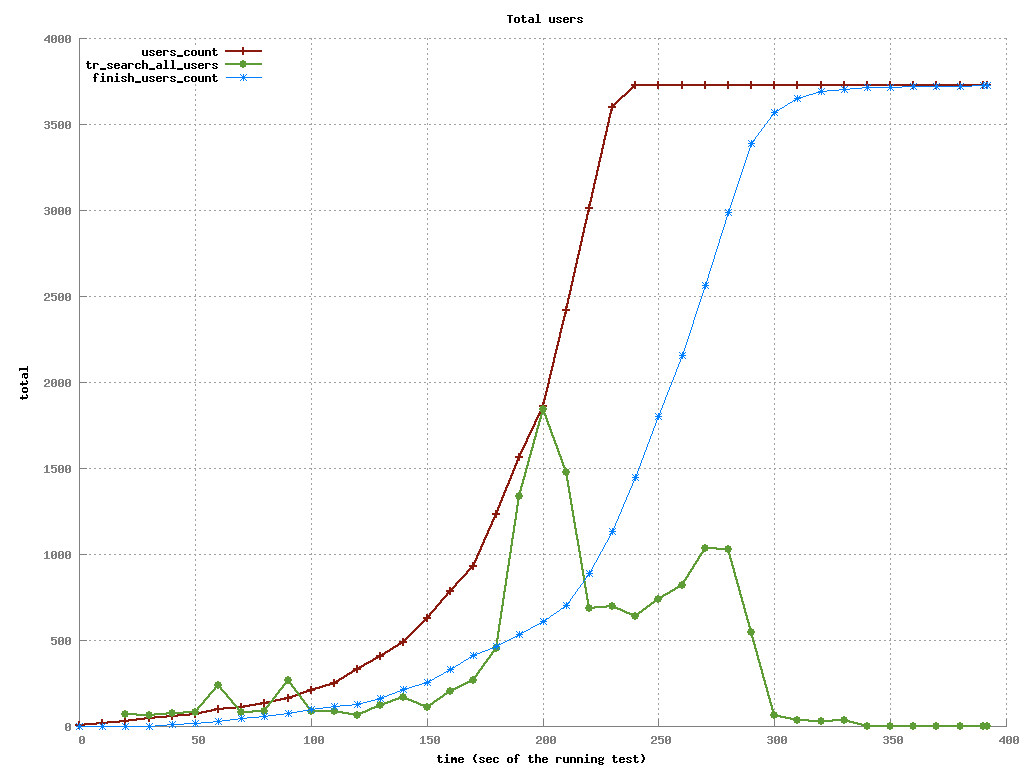 Total users
4000
users_count
tr_search_all_users
finish_users_count
3500
3000
2500
2000
total
1500
1000
500
0
0 50 100 150 200 250 300 350 400
time (sec of the running test)